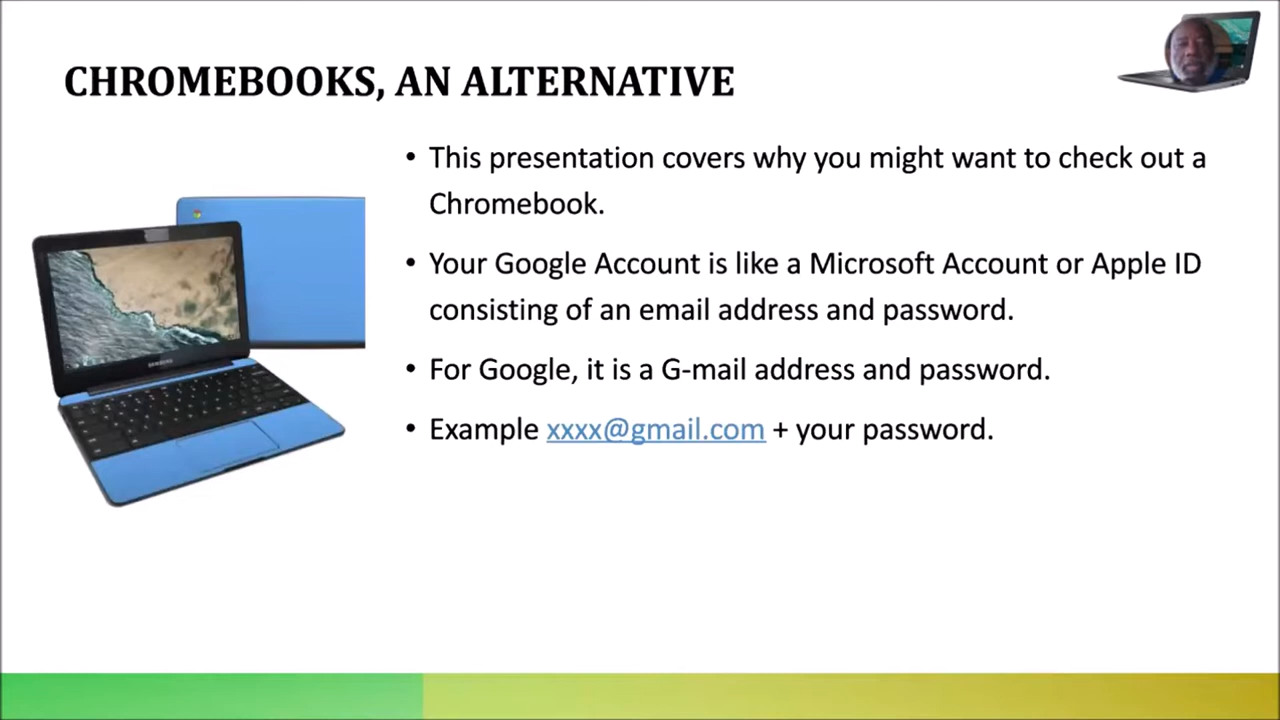 CHROMEBOOKS, AN ALTERNATIVE
• This presentation covers why you might want to check out a
Chromebook.
• Your Google Account is like a Microsoft Account or Apple ID
consisting of an email address and password.
• For Google, it is a G-mail address and password.
• Example xxxx@gmail.com + your password.
SAMSUNG